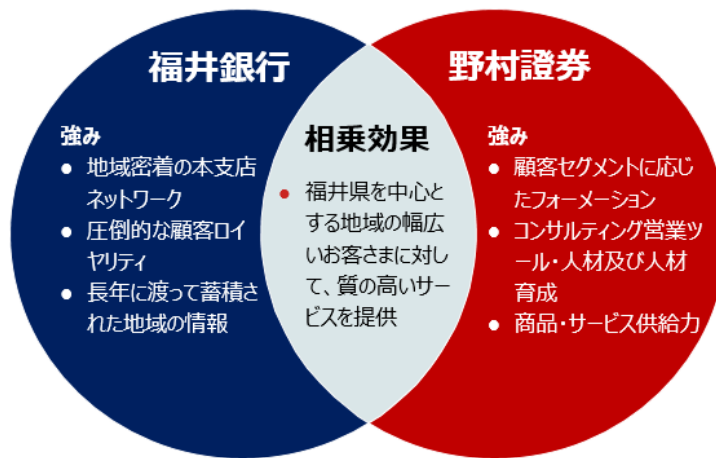 福井銀行
強み
● 地域密着の本支店
ネットワーク
● 圧倒的な顧客ロイ
ヤリティ
● 長年に渡って蓄積さ
れた地域の情報
相乗効果
● 福井県を中心と
する地域の幅広
いお客さまに対し
て、質の高いサー
ビスを提供
野村證券
強み
● 顧客セグメントに応じ
たフォーメーション
● コンサルティング営業ツ
ール・人材及び人材
育成
● 商品・サービス供給力